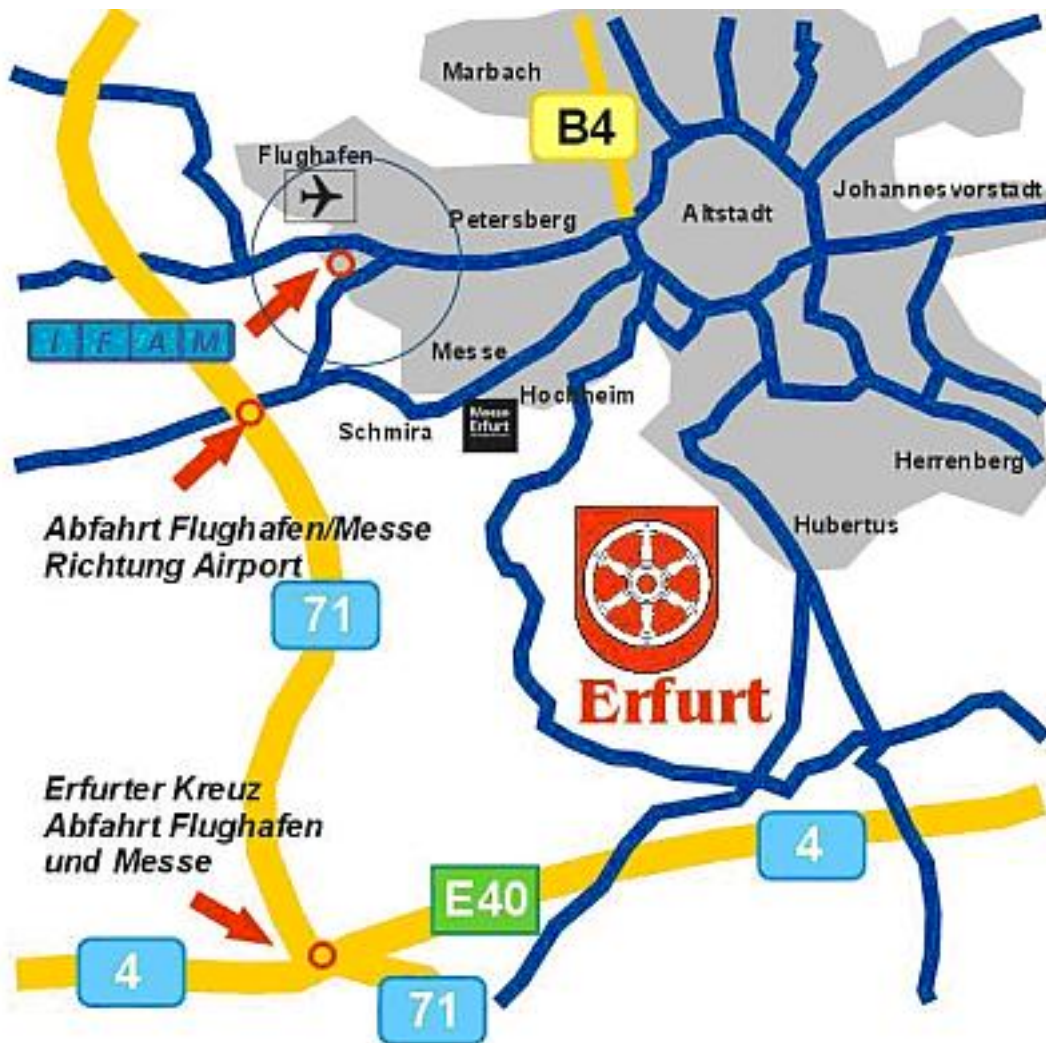 Marbach
B4
Flughafen
Johannesvorstadt
Petersberg
Altstadt
I F A M
Messe
Hochheim
Messe
Erfurt
Schmira
Herrenberg
Hubertus
Abfahrt Flughafen/Messe
Richtung Airport
71
Erfurt
Erfurter Kreuz
Abfahrt Flughafen
und Messe
4
E40
4
71